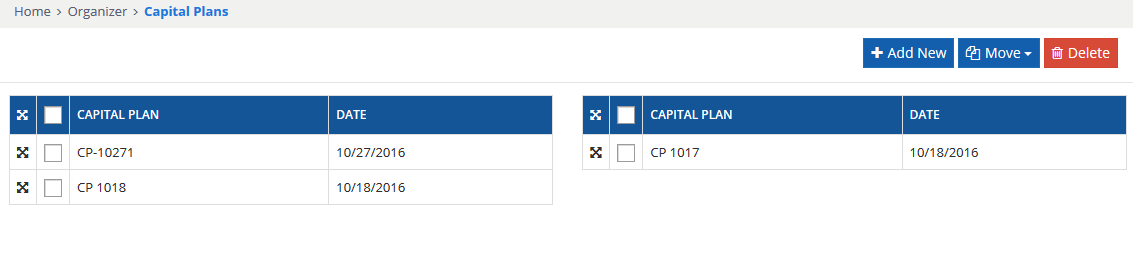 Home > Organizer > Capital Plans
Add New Move Delete
CAPITAL PLAN DATE
CP-10271 10/27/2016
CP 1018 10/18/2016
CAPITAL PLAN DATE
CP 1017 10/18/2016